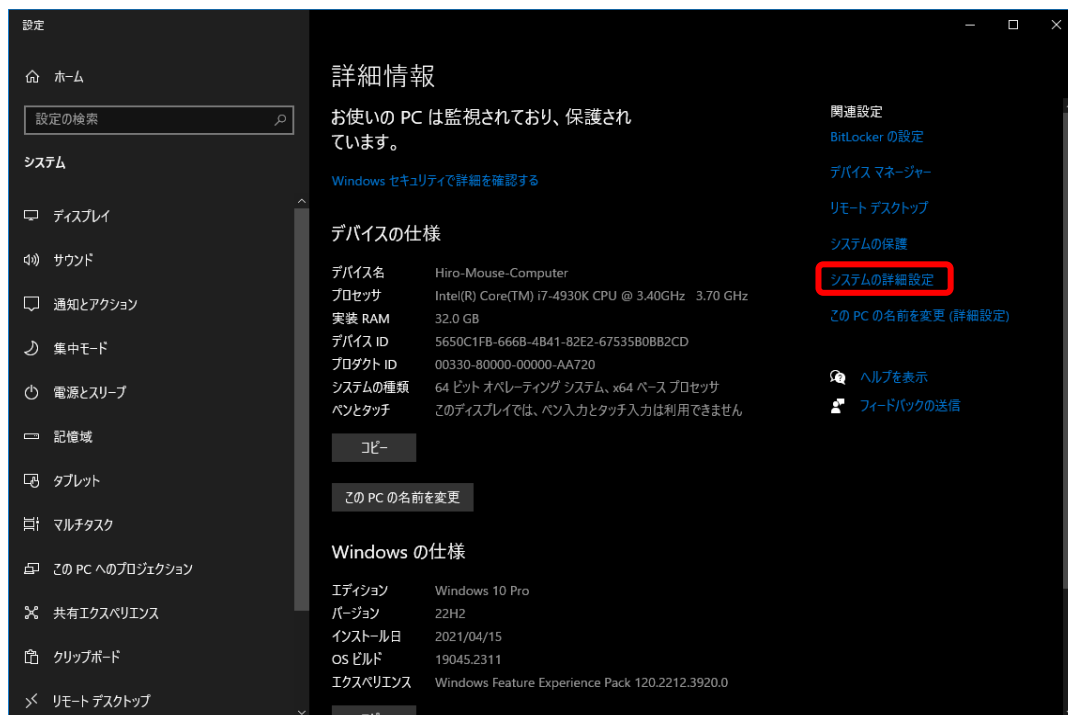 設定
ホーム
設定の検索
システム
ディスプレイ
サウンド
通知とアクション
集中モード
電源とスリープ
記憶域
タブレット
マルチタスク
この PC へのプロジェクション
共有エクスペリエンス
クリップボード
リモート デスクトップ
詳細情報
お使いの PC は監視されており、保護され
ています。
Windows セキュリティで詳細を確認する
デバイスの仕様
デバイス名 Hiro-Mouse-Computer
プロセッサ Intel(R) Core(TM) i7-4930K CPU @ 3.40GHz 3.70 GHz
実装 RAM 32.0 GB
デバイス ID 5650C1FB-666B-4B41-82E2-67535B0BB2CD
プロダクト ID 00330-80000-00000-AA720
システムの種類 64 ビット オペレーティング システム、x64 ベース プロセッサ
ペンとタッチ このディスプレイでは、ペン入力とタッチ入力は利用できません
コピー
この PC の名前を変更
Windows の仕様
エディション Windows 10 Pro
バージョン 22H2
インストール日 2021/04/15
OS ビルド 19045.2311
エクスペリエンス Windows Feature Experience Pack 120.2212.3920.0
関連設定
BitLocker の設定
デバイス マネージャー
リモート デスクトップ
システムの保護
システムの詳細設定
この PC の名前を変更 (詳細設定)
ヘルプを表示
フィードバックの送信